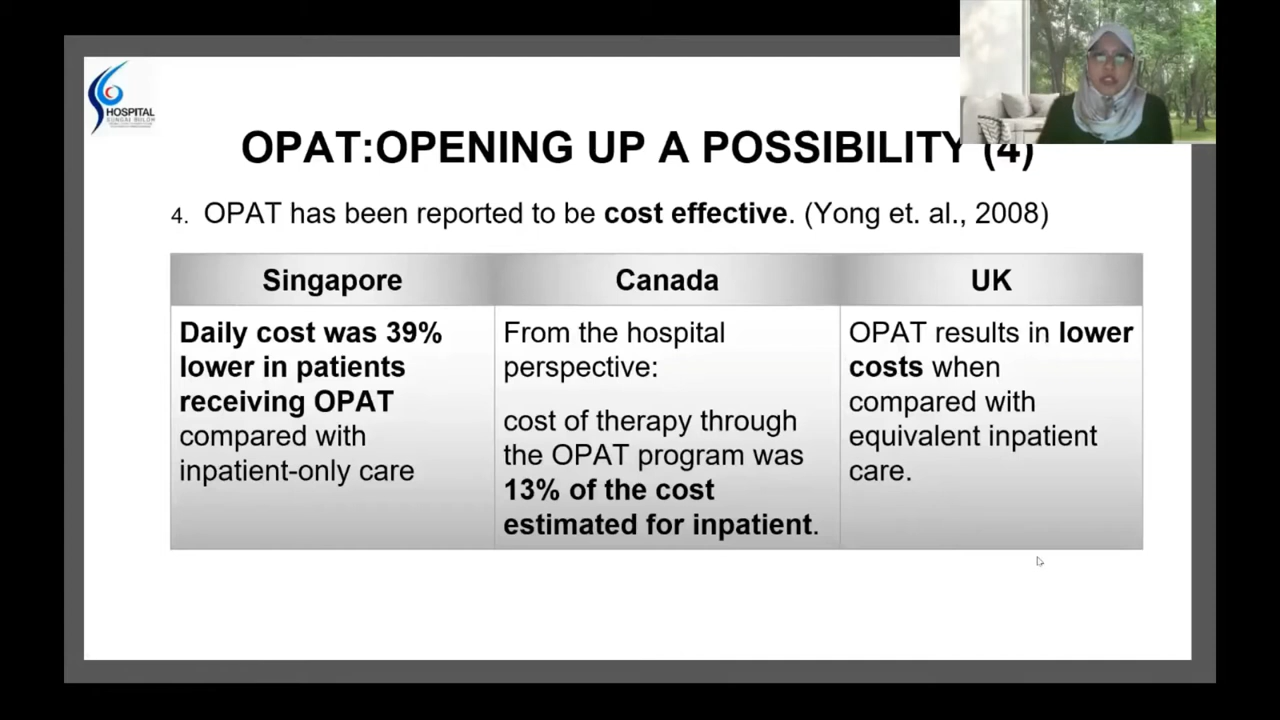 HOSPITAL
SUNGAI BULOH
OPAT:OPENING UP A POSSIBILITY (4)
4. OPAT has been reported to be cost effective. (Yong et. al., 2008)
Singapore
Canada
UK
Daily cost was 39%
lower in patients
receiving OPAT
compared with
inpatient-only care
From the hospital
perspective:
cost of therapy through
the OPAT program was
13% of the cost
estimated for inpatient.
OPAT results in lower
costs when
compared with
equivalent inpatient
care.